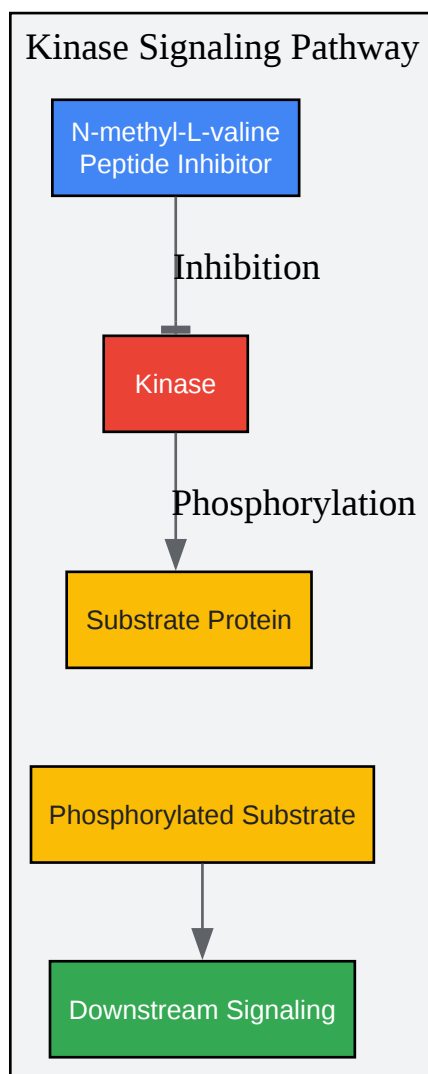 Kinase Signaling Pathway
N-methyl-L-valine
Peptide Inhibitor
Inhibition
Kinase
Phosphorylation
Substrate Protein
Phosphorylated Substrate
Downstream Signaling